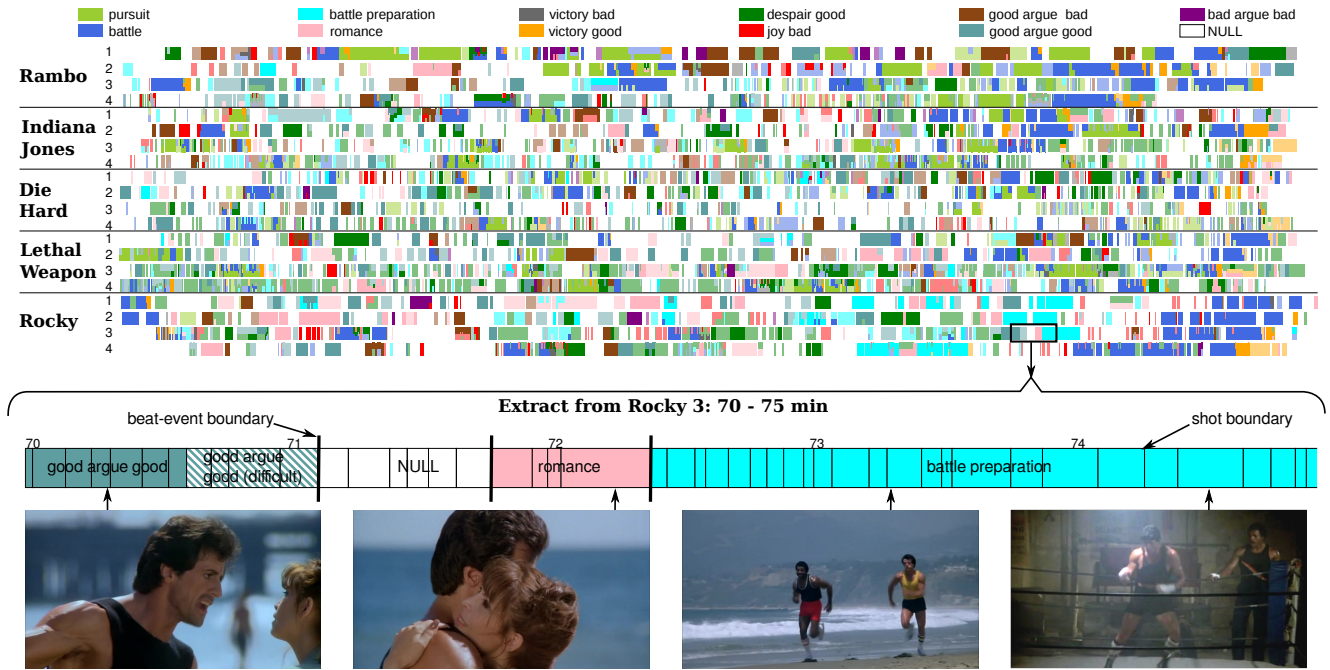 pursuit battle preparation victory bad despair good good argue bad bad argue bad
battle romance victory good joy bad good argue good NULL
Rambo
1
2
3
4
Indiana
Jones
1
2
3
4
Die
Hard
1
2
3
4
Lethal
Weapon
1
2
3
4
Rocky
1
2
3
4
Extract from Rocky 3: 70 - 75 min
beat-event boundary
shot boundary
70 71 72 73 74
good argue good
good argue
good (difficult)
NULL
romance
battle preparation